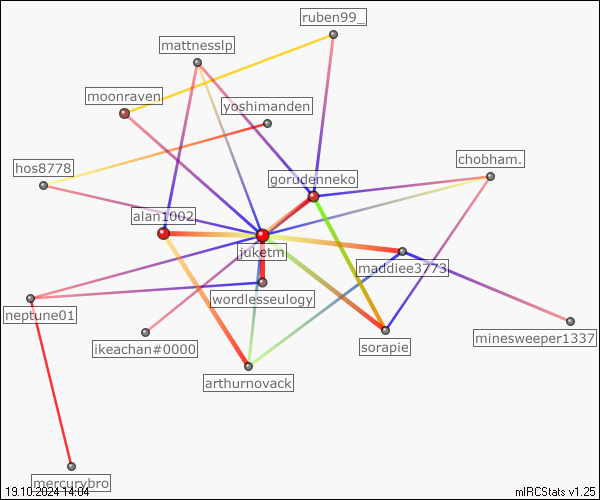 ruben99_
mattnesslp
moonraven
yoshimanden
chobham.
hos8778
gorudenneko
alan1002
juketm
maddiee3773
wordlesseulogy
neptune01
minesweeper1337
ikeachan#0000
sorapie
arthurnovack
mercurybro
19.10.2024 14:04
mIRCStats v1.25